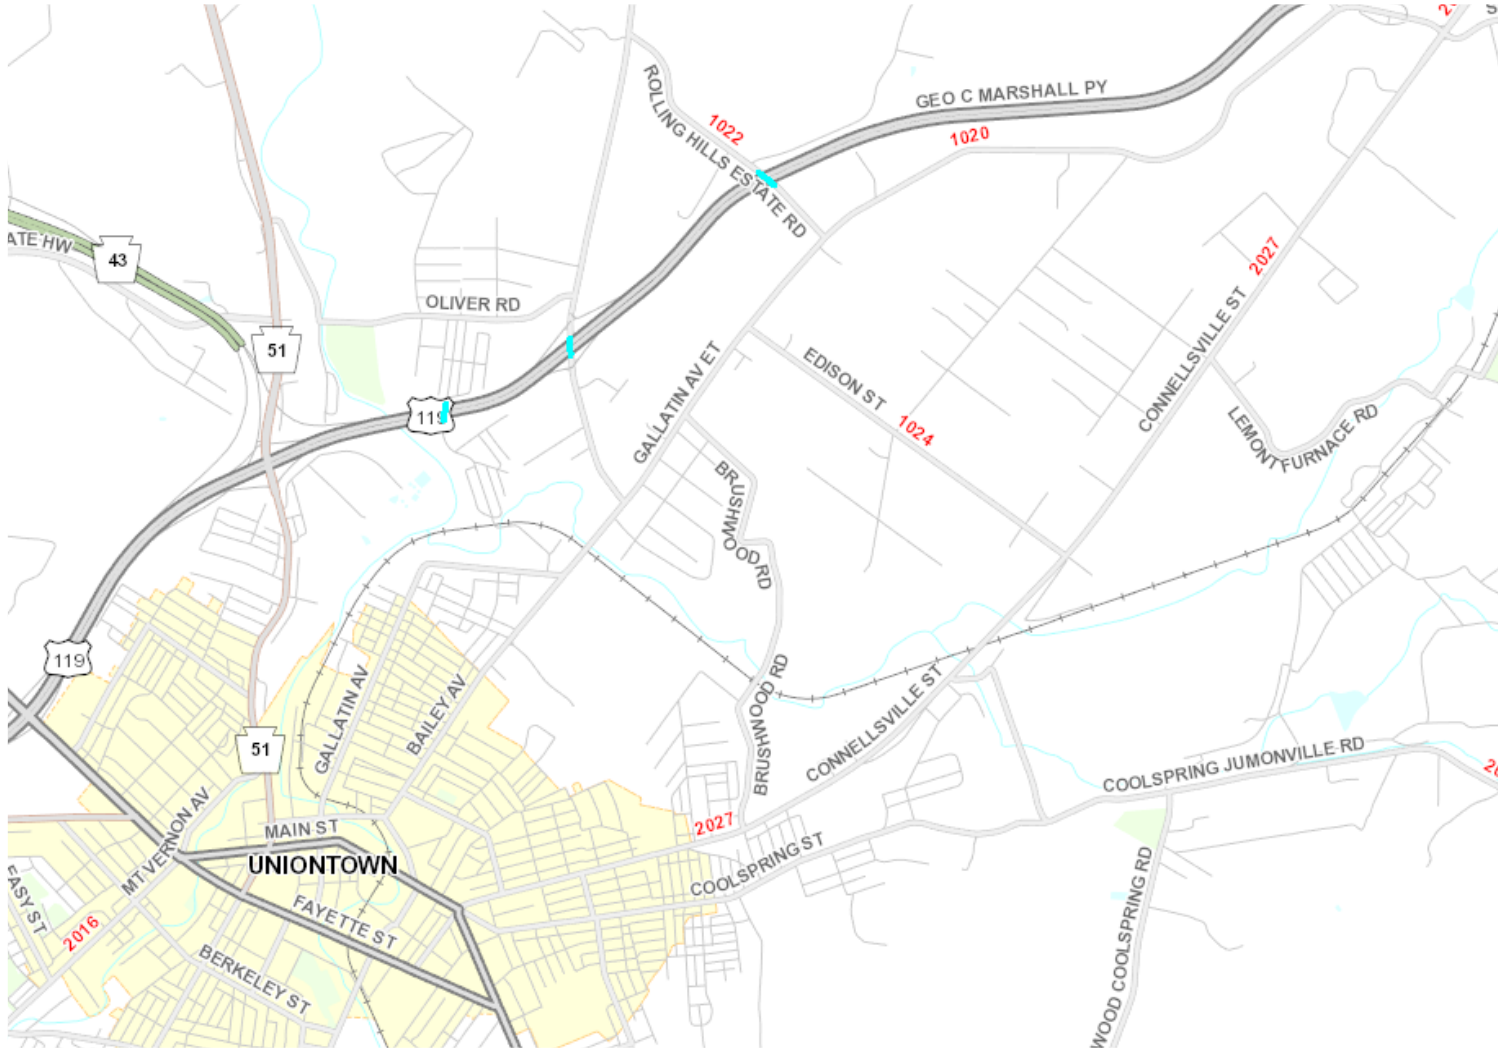 GEO C MARSHALL PY
ROLLING HILLS ESTATE RD
1022
1020
ATE HW
43
OLIVER RD
51
119
GALLATIN AV ET
EDISON ST
1024
2027
CONNELLSVILLE ST
LEMONT FURNACE RD
BRUSHWOOD RD
119
GALLATIN AV
BAILEY AV
51
BRUSHWOOD RD
CONNELLSVILLE ST
COOLSPRING JUMONVILLE RD
MT VERNON AV
MAIN ST
2027
UNIONTOWN
COOLSPRING ST
EASY ST
2016
FAYETTE ST
BERKELEY ST
WOOD COOLSPRING RD